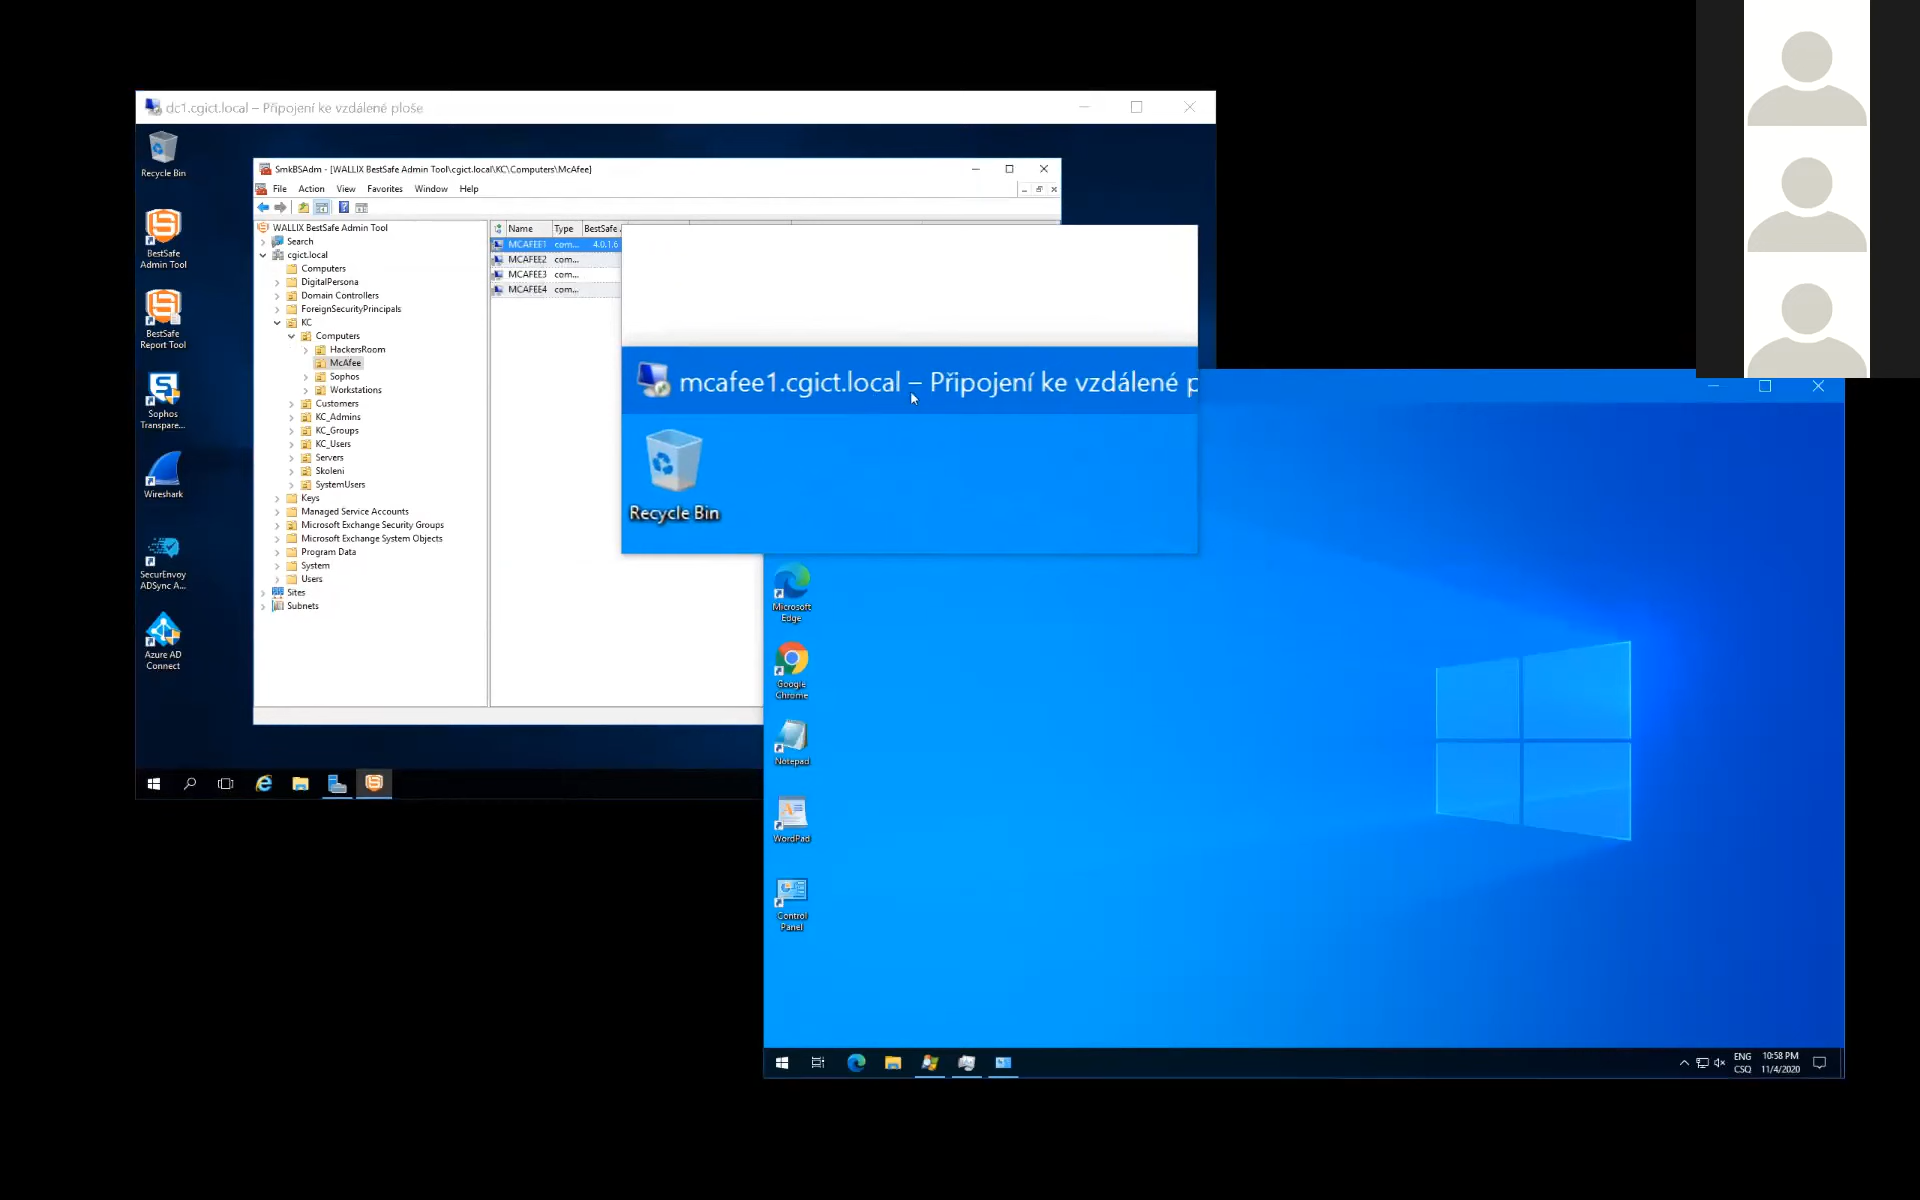 dc1.cgict.local – Připojení ke vzdálené ploše
Recycle Bin
BestSafe
Admin Tool
BestSafe
Report Tool
Sophos
Transpare...
Wireshark
SecurEnvoy
ADSync A...
Azure AD
Connect
SmkBSAdm - [WALLIX BestSafe Admin Tool\cgict.local\KC\Computers\McAfee]
File Action View Favorites Window Help
WALLIX BestSafe Admin Tool
Search
cgict.local
Computers
DigitalPersona
Domain Controllers
ForeignSecurityPrincipals
KC
Computers
HackersRoom
McAfee
Sophos
Workstations
Customers
KC_Admins
KC_Groups
KC_Users
Servers
Skoleni
SystemUsers
Keys
Managed Service Accounts
Microsoft Exchange Security Groups
Microsoft Exchange System Objects
Program Data
System
Users
Sites
Subnets
Name Type BestSafe
MCAFEE1 com... 4.0.1.6
MCAFEE2 com...
MCAFEE3 com...
MCAFEE4 com...
mcafee1.cgict.local – Připojení ke vzdálené p
Recycle Bin
Microsoft
Edge
Google
Chrome
Notepad
WordPad
Control
Panel
ENG
CSQ
10:58 PM
11/4/2020